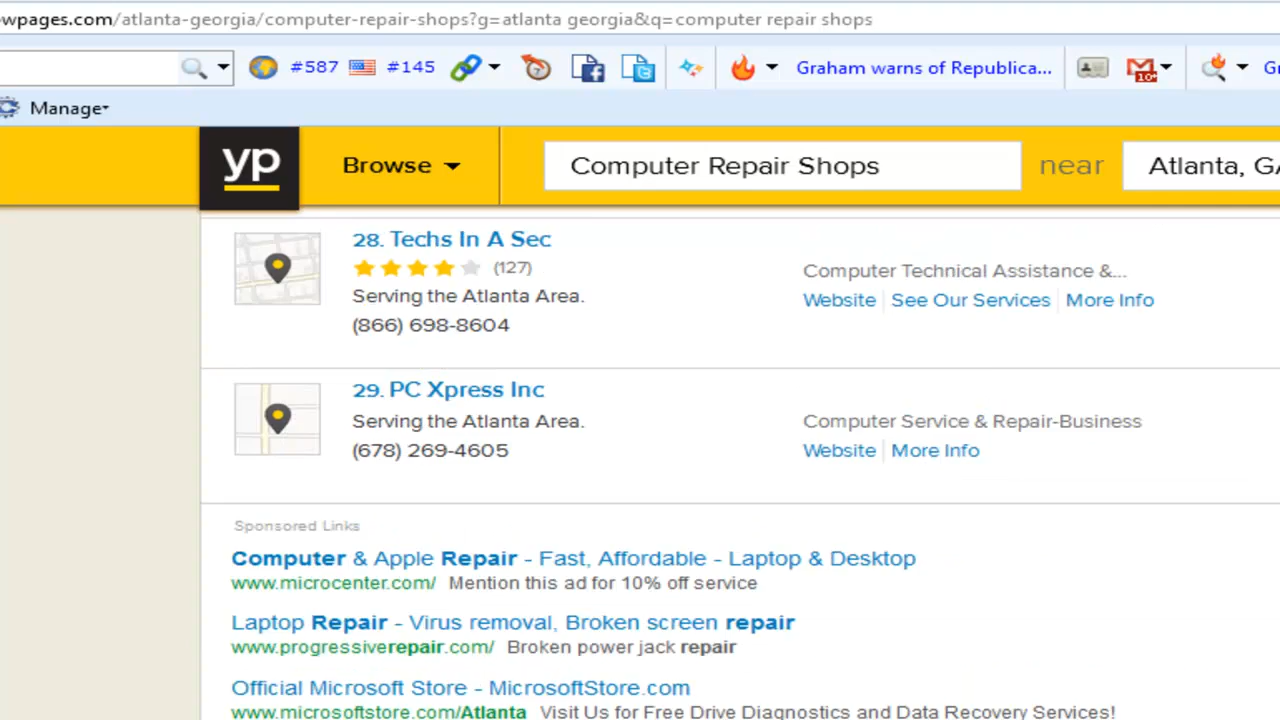 wpages.com/atlanta-georgia/computer-repair-shops?g=atlanta georgia&q=computer repair shops
#587 #145 Graham warns of Republica... 10+
Manage
yp Browse Computer Repair Shops near Atlanta, GA
28. Techs In A Sec
(127)
Computer Technical Assistance &...
Serving the Atlanta Area.
Website See Our Services More Info
(866) 698-8604
29. PC Xpress Inc
Serving the Atlanta Area.
Computer Service & Repair-Business
(678) 269-4605
Website More Info
Sponsored Links
Computer & Apple Repair - Fast, Affordable - Laptop & Desktop
www.microcenter.com/ Mention this ad for 10% off service
Laptop Repair - Virus removal, Broken screen repair
www.progressiverepair.com/ Broken power jack repair
Official Microsoft Store - MicrosoftStore.com
www.microsoftstore.com/Atlanta Visit Us for Free Drive Diagnostics and Data Recovery Services!